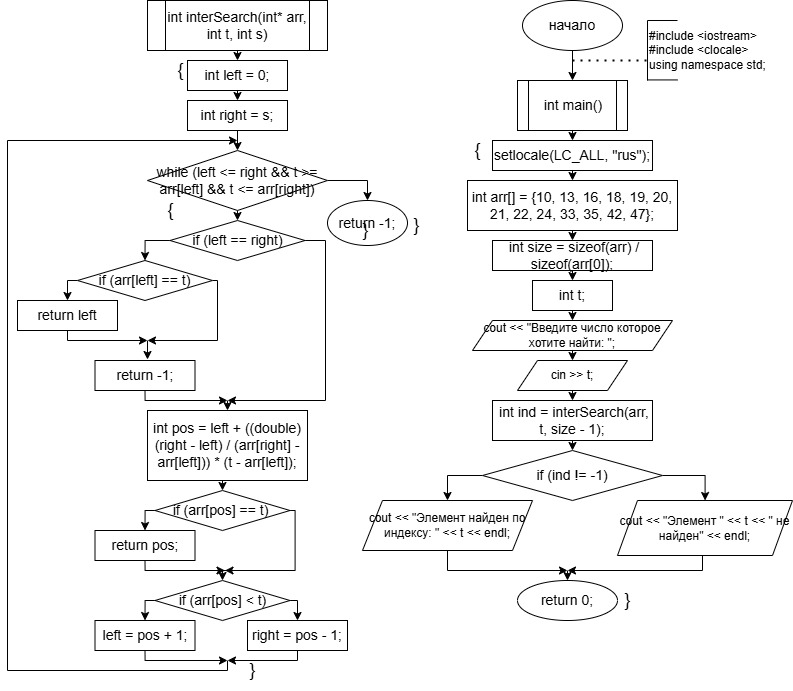 int interSearch(int* arr,
int t, int s)
{
int left = 0;
int right = s;
while (left <= right && t >=
arr[left] && t <= arr[right])
{
return -1;
}
}
if (left == right)
if (arr[left] == t)
return left
return -1;
int pos = left + ((double)
(right - left) / (arr[right] -
arr[left])) * (t - arr[left]);
if (arr[pos] == t)
return pos;
if (arr[pos] < t)
left = pos + 1;
right = pos - 1;
}
начало
#include <iostream>
#include <clocale>
using namespace std;
int main()
{
setlocale(LC_ALL, "rus");
int arr[] = {10, 13, 16, 18, 19, 20,
21, 22, 24, 33, 35, 42, 47};
int size = sizeof(arr) /
sizeof(arr[0]);
int t;
cout << "Введите число которое
хотите найти: ";
cin >> t;
int ind = interSearch(arr,
t, size - 1);
if (ind != -1)
cout << "Элемент найден по
индексу: " << t << endl;
cout << "Элемент " << t << " не
найден" << endl;
return 0;
}